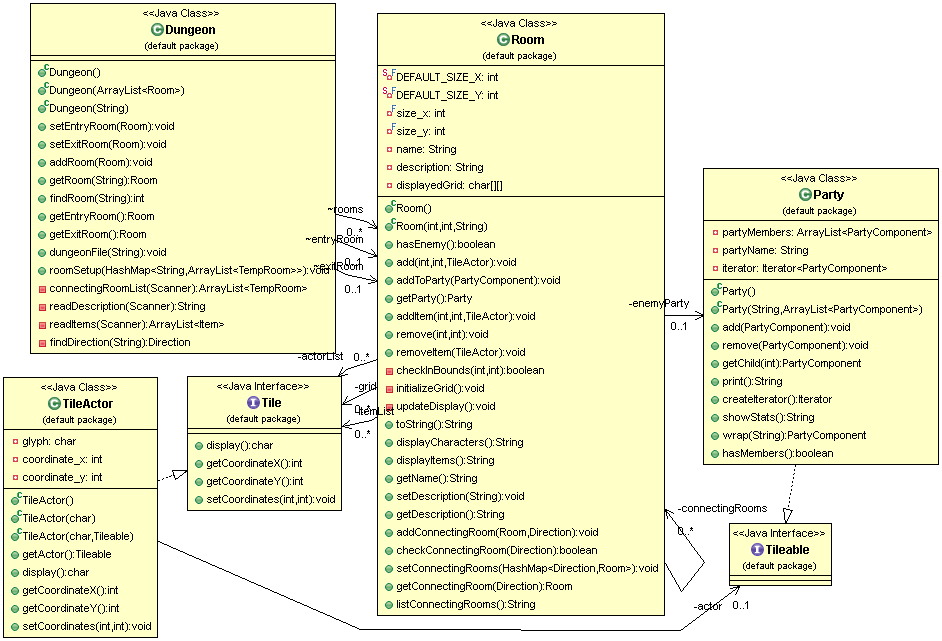 <<Java Class>>
Dungeon
(default package)
Dungeon()
Dungeon(ArrayList<Room>)
Dungeon(String)
setEntryRoom(Room):void
setExitRoom(Room):void
addRoom(Room):void
getRoom(String):Room
findRoom(String):int
getEntryRoom():Room
getExitRoom():Room
dungeonFile(String):void
roomSetup(HashMap<String,ArrayList<TempRoom>>):void
connectingRoomList(Scanner):ArrayList<TempRoom>
readDescription(Scanner):String
readItems(Scanner):ArrayList<Item>
findDirection(String):Direction
~rooms
0..*
~entryRoom
0..1
~exitRoom
0..1
<<Java Class>>
Room
(default package)
DEFAULT_SIZE_X: int
DEFAULT_SIZE_Y: int
size_x: int
size_y: int
name: String
description: String
displayedGrid: char[][]
Room()
Room(int,int,String)
hasEnemy():boolean
add(int,int,TileActor):void
addToParty(PartyComponent):void
getParty():Party
addItem(int,int,TileActor):void
remove(int,int):void
removeItem(TileActor):void
checkInBounds(int,int):boolean
initializeGrid():void
updateDisplay():void
toString():String
displayCharacters():String
displayItems():String
getName():String
setDescription(String):void
getDescription():String
addConnectingRoom(Room,Direction):void
checkConnectingRoom(Direction):boolean
setConnectingRooms(HashMap<Direction,Room>):void
getConnectingRoom(Direction):Room
listConnectingRooms():String
-enemyParty
0..1
<<Java Class>>
Party
(default package)
partyMembers: ArrayList<PartyComponent>
partyName: String
iterator: Iterator<PartyComponent>
Party()
Party(String,ArrayList<PartyComponent>)
add(PartyComponent):void
remove(PartyComponent):void
getChild(int):PartyComponent
print():String
createIterator():Iterator
showStats():String
wrap(String):PartyComponent
hasMembers():boolean
-actorList
0..*
-grid
0..*
-itemList
0..*
<<Java Class>>
TileActor
(default package)
glyph: char
coordinate_x: int
coordinate_y: int
TileActor()
TileActor(char)
TileActor(char,Tileable)
getActor():Tileable
display():char
getCoordinateX():int
getCoordinateY():int
setCoordinates(int,int):void
<<Java Interface>>
Tile
(default package)
display():char
getCoordinateX():int
getCoordinateY():int
setCoordinates(int,int):void
-connectingRooms
0..*
<<Java Interface>>
Tileable
(default package)
-actor
0..1